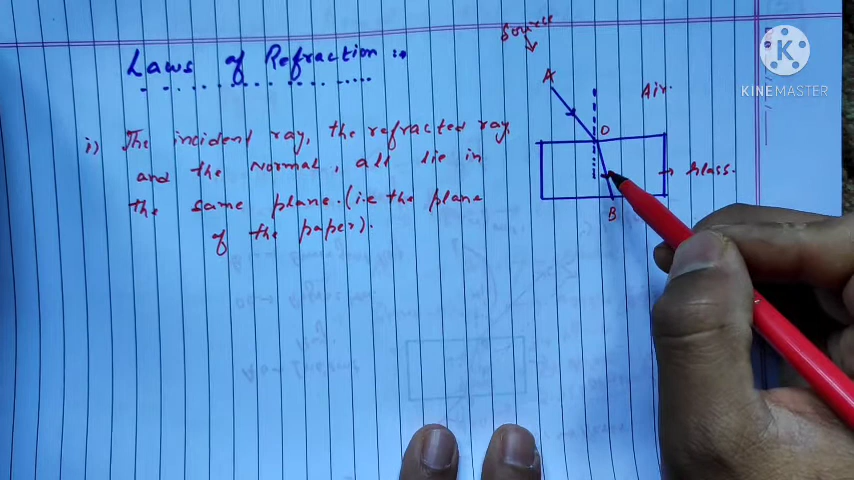 Laws of Refraction :-
i) The incident ray, the refracted ray,
and the normal, all lie in
the same plane. (i.e the plane
of the paper).
Source
A
Air.
O
Glass.
B
K
KINEMASTER